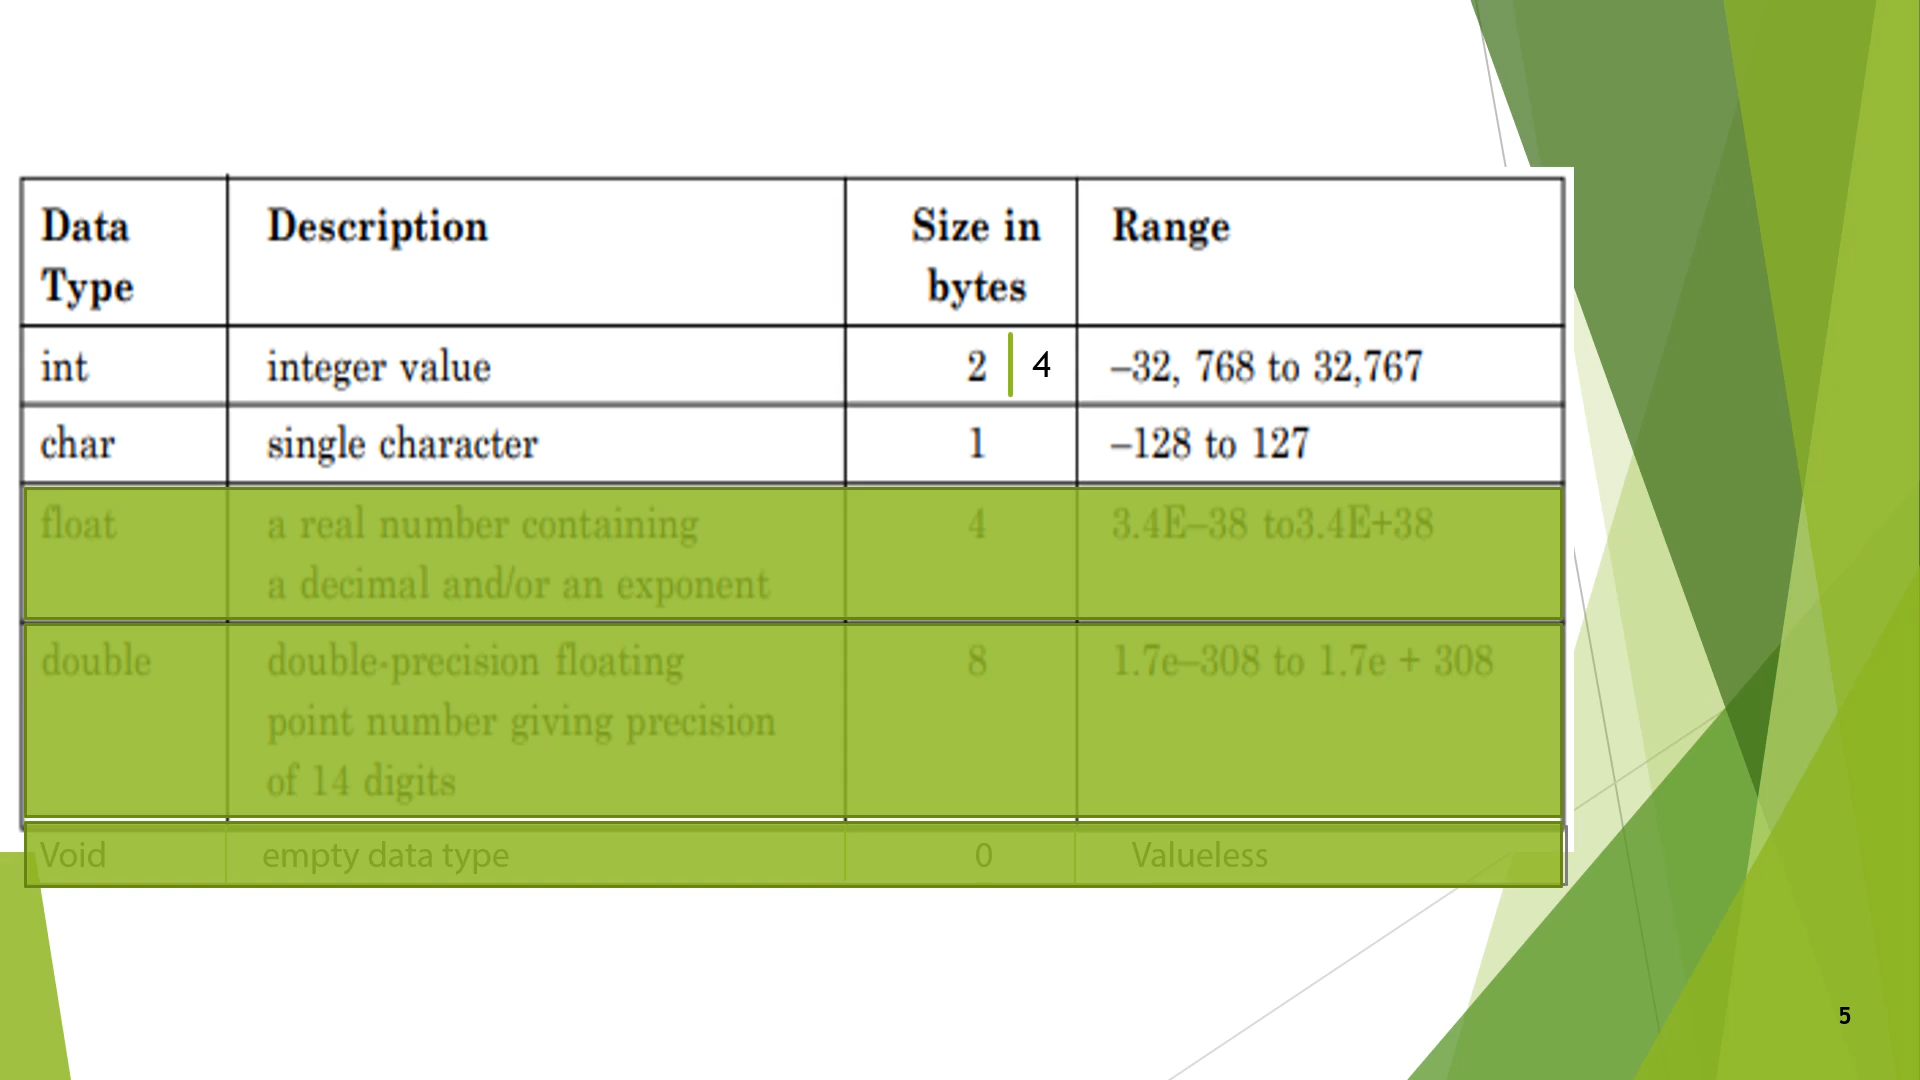 Data Type Description Size in bytes Range
int integer value 2 | 4 –32, 768 to 32,767
char single character 1 –128 to 127
float a real number containing 4 3.4E–38 to3.4E+38
a decimal and/or an exponent
double double-precision floating 8 1.7e–308 to 1.7e + 308
point number giving precision
of 14 digits
Void empty data type 0 Valueless
5